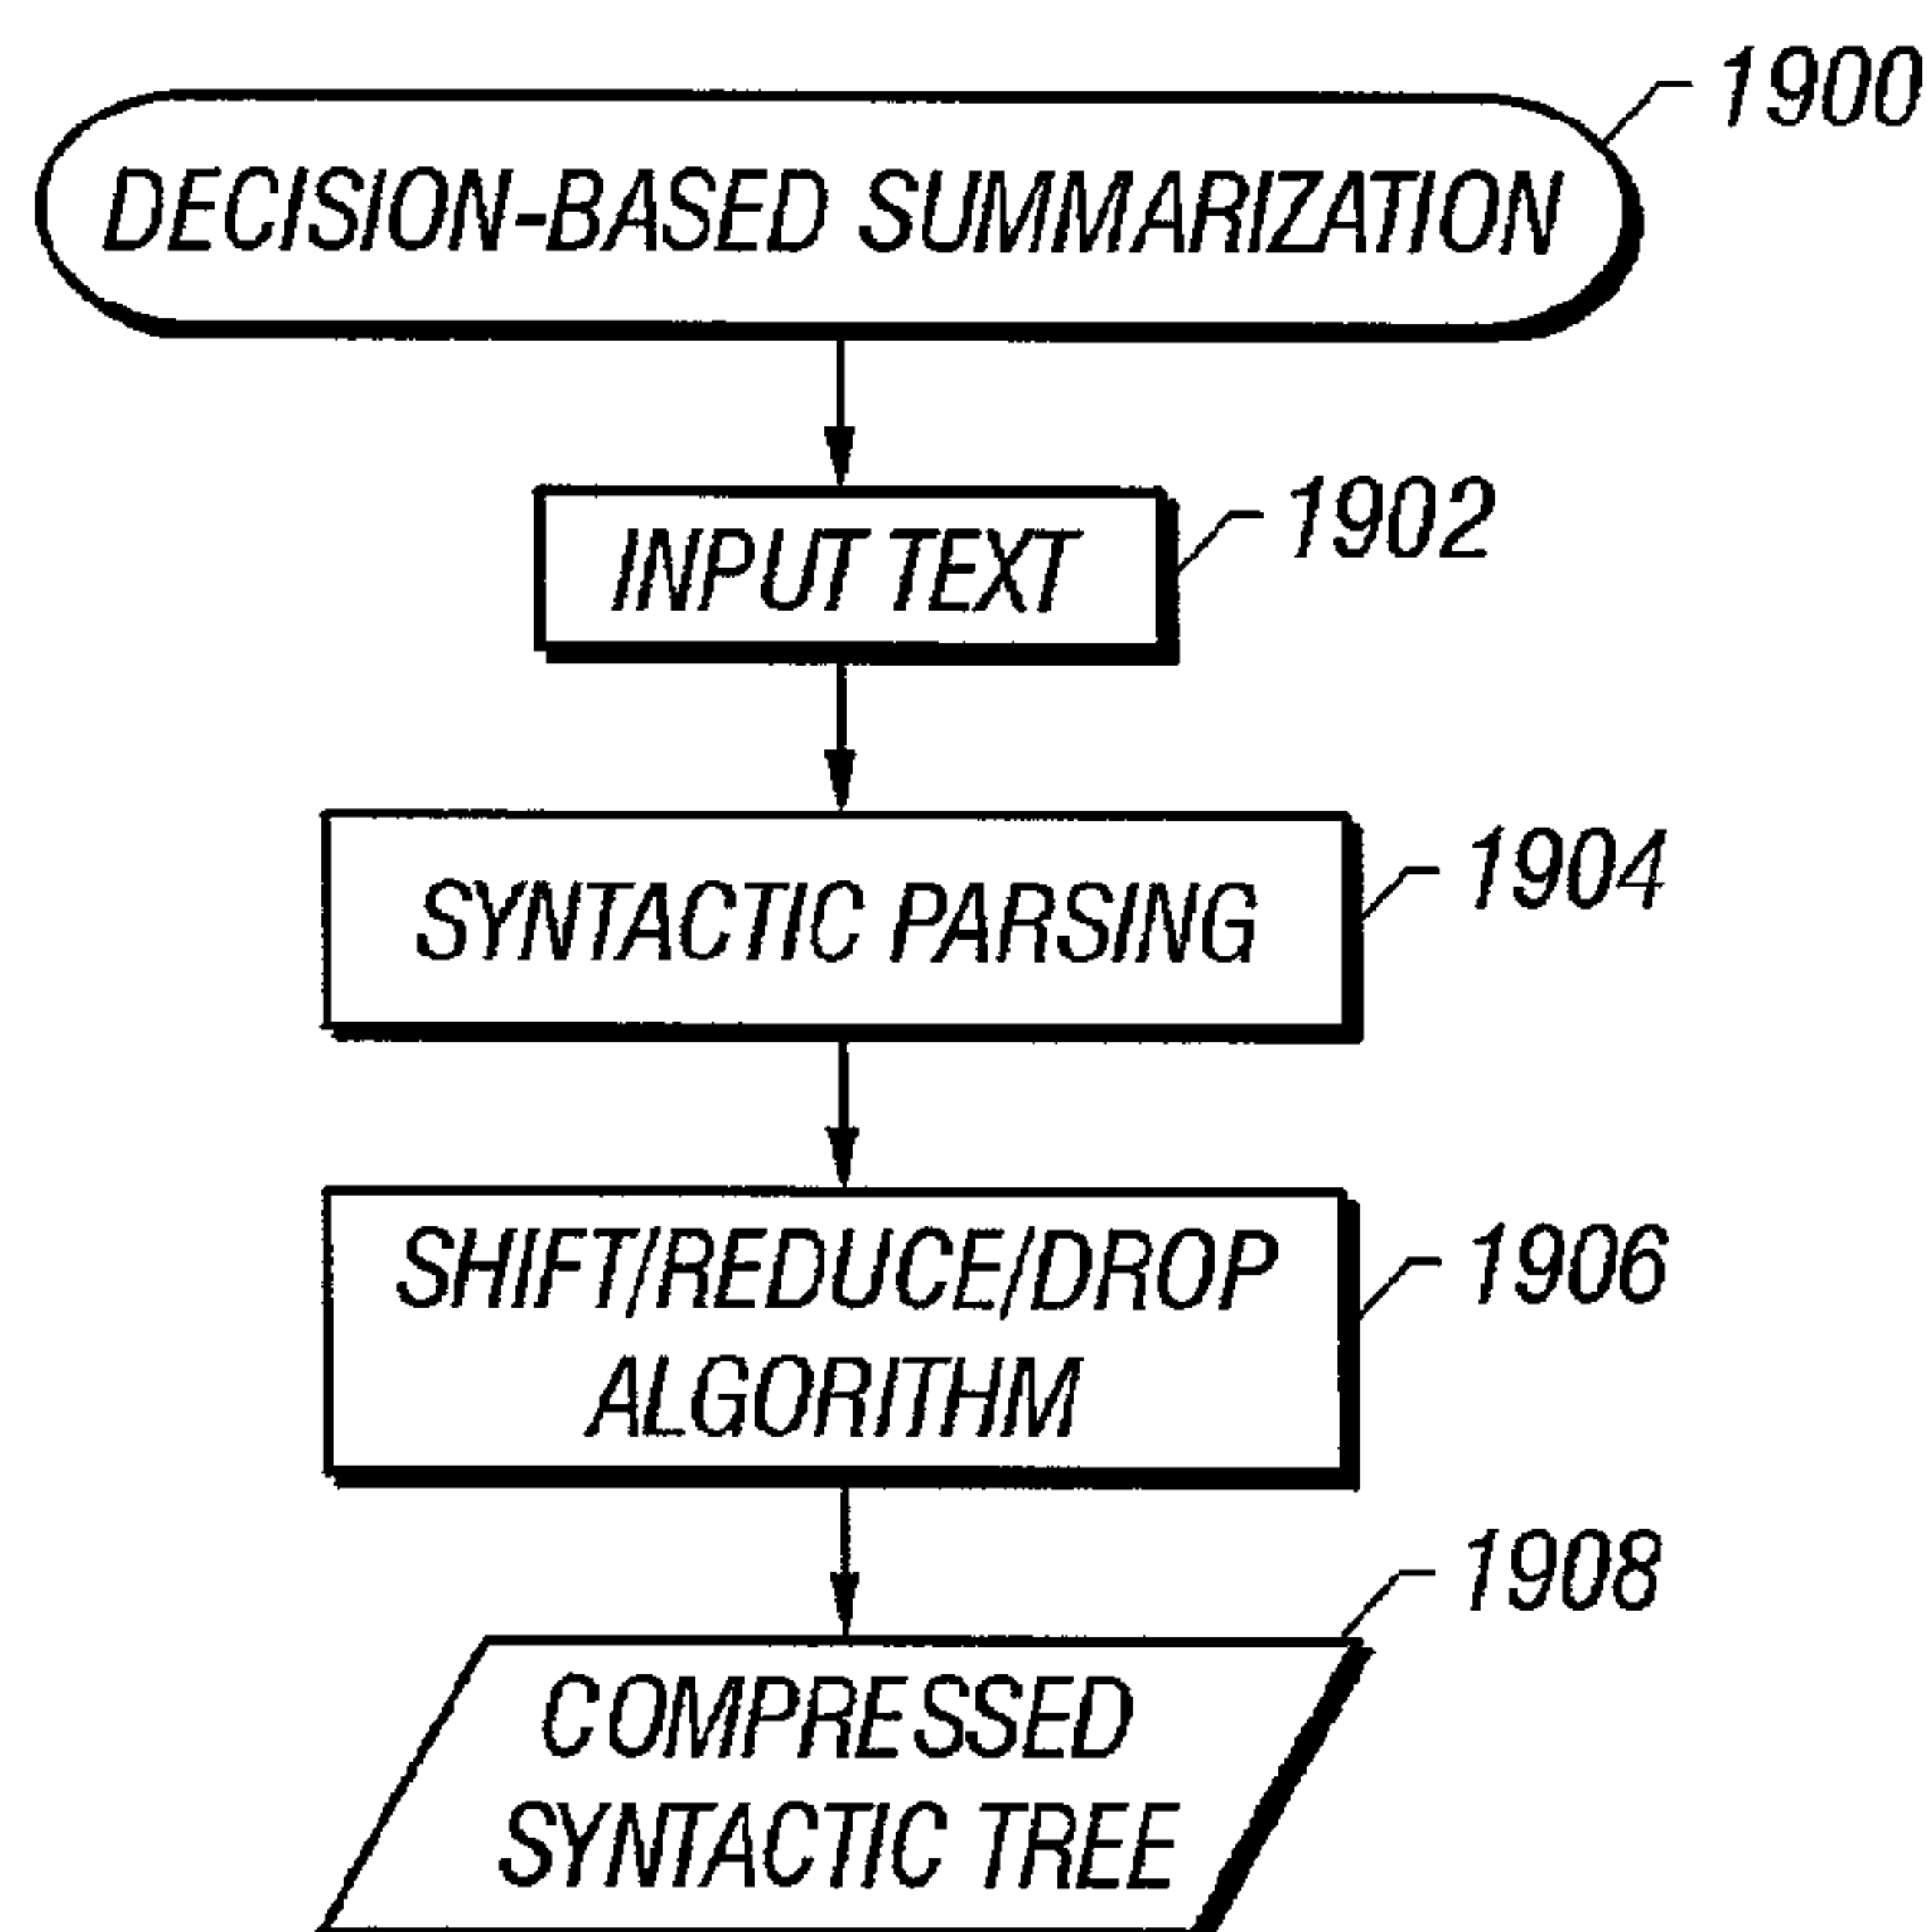 1900
DECISION-BASED SUMMARIZATION
1902
INPUT TEXT
1904
SYNTACTIC PARSING
1906
SHIFT/REDUCE/DROP
ALGORITHM
1908
COMPRESSED
SYNTACTIC TREE